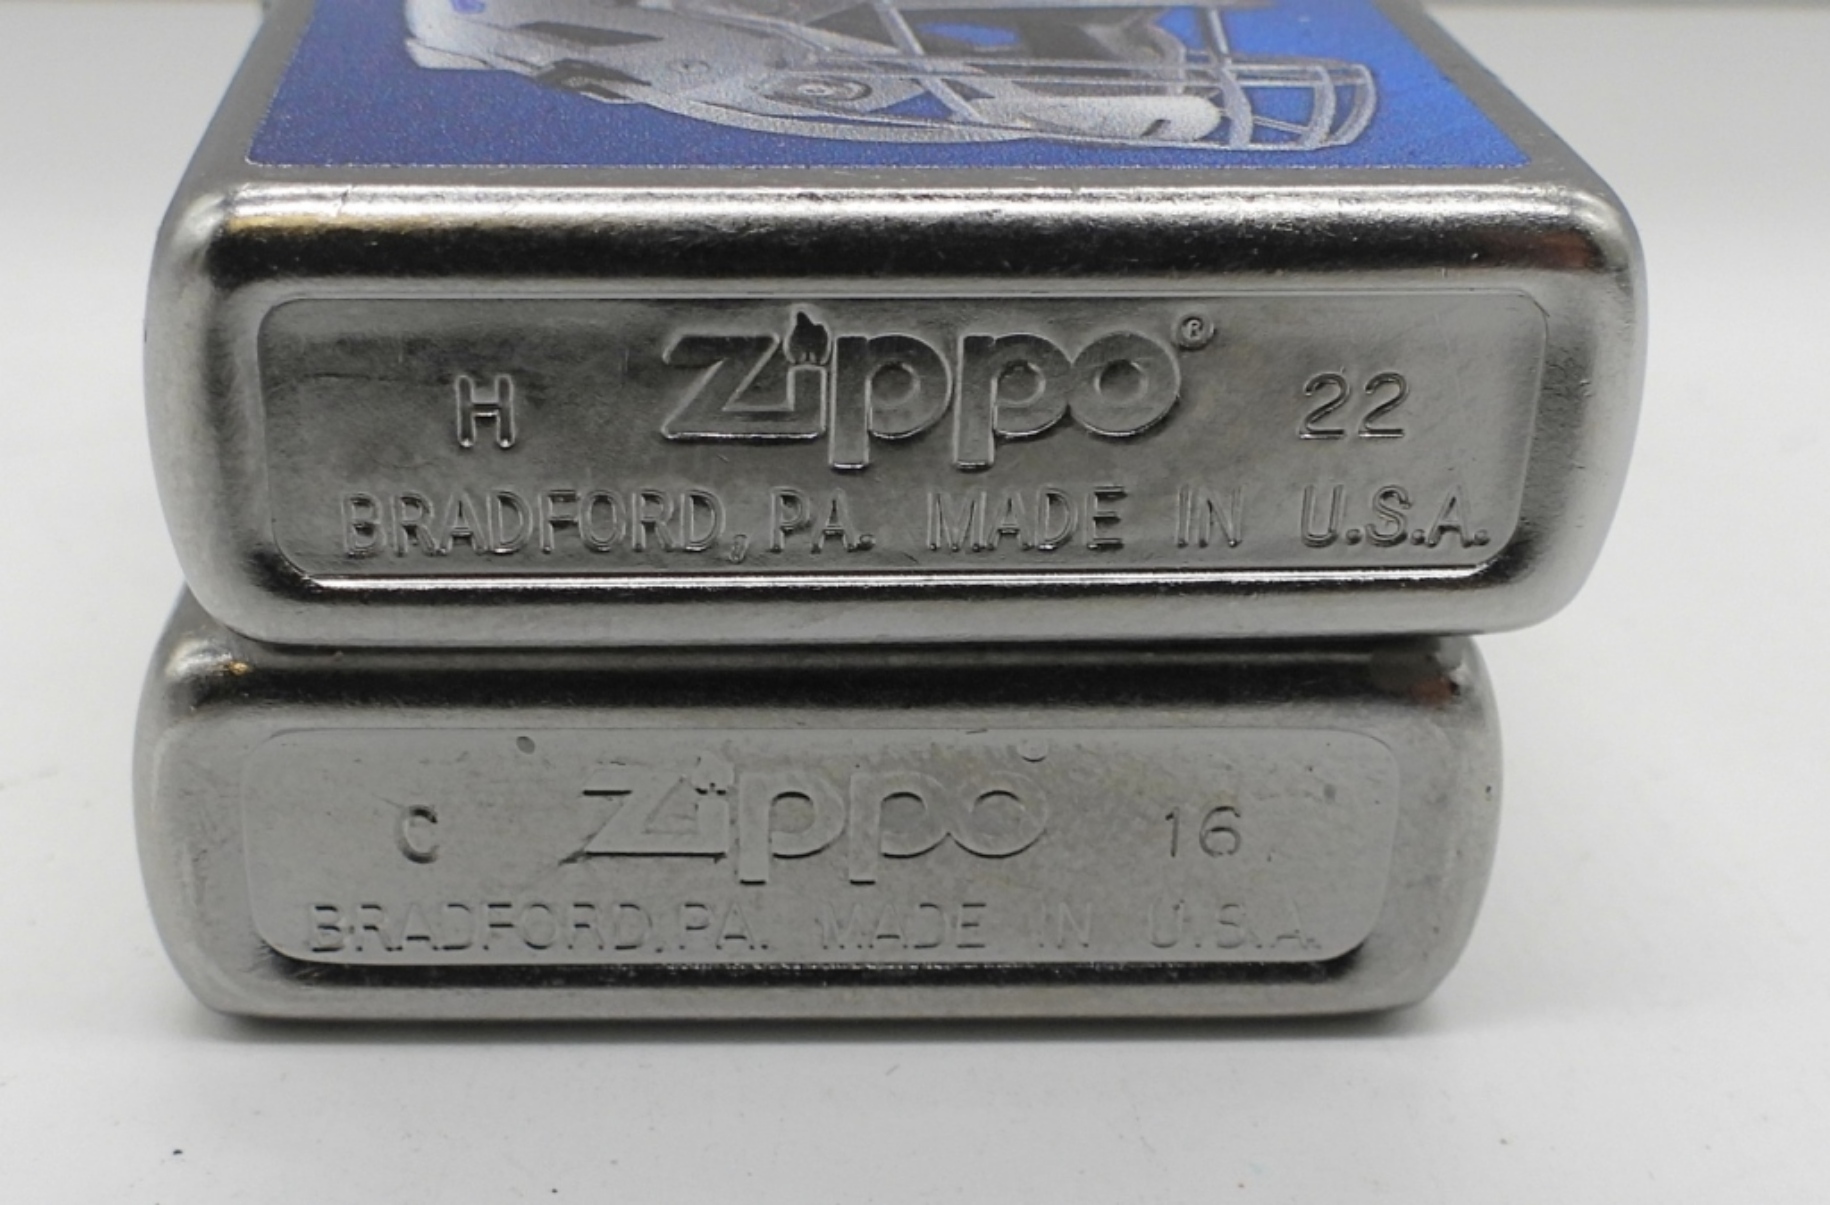 H Zippo® 22
BRADFORD, PA. MADE IN U.S.A.
C Zippo 16
BRADFORD, PA. MADE IN U.S.A.